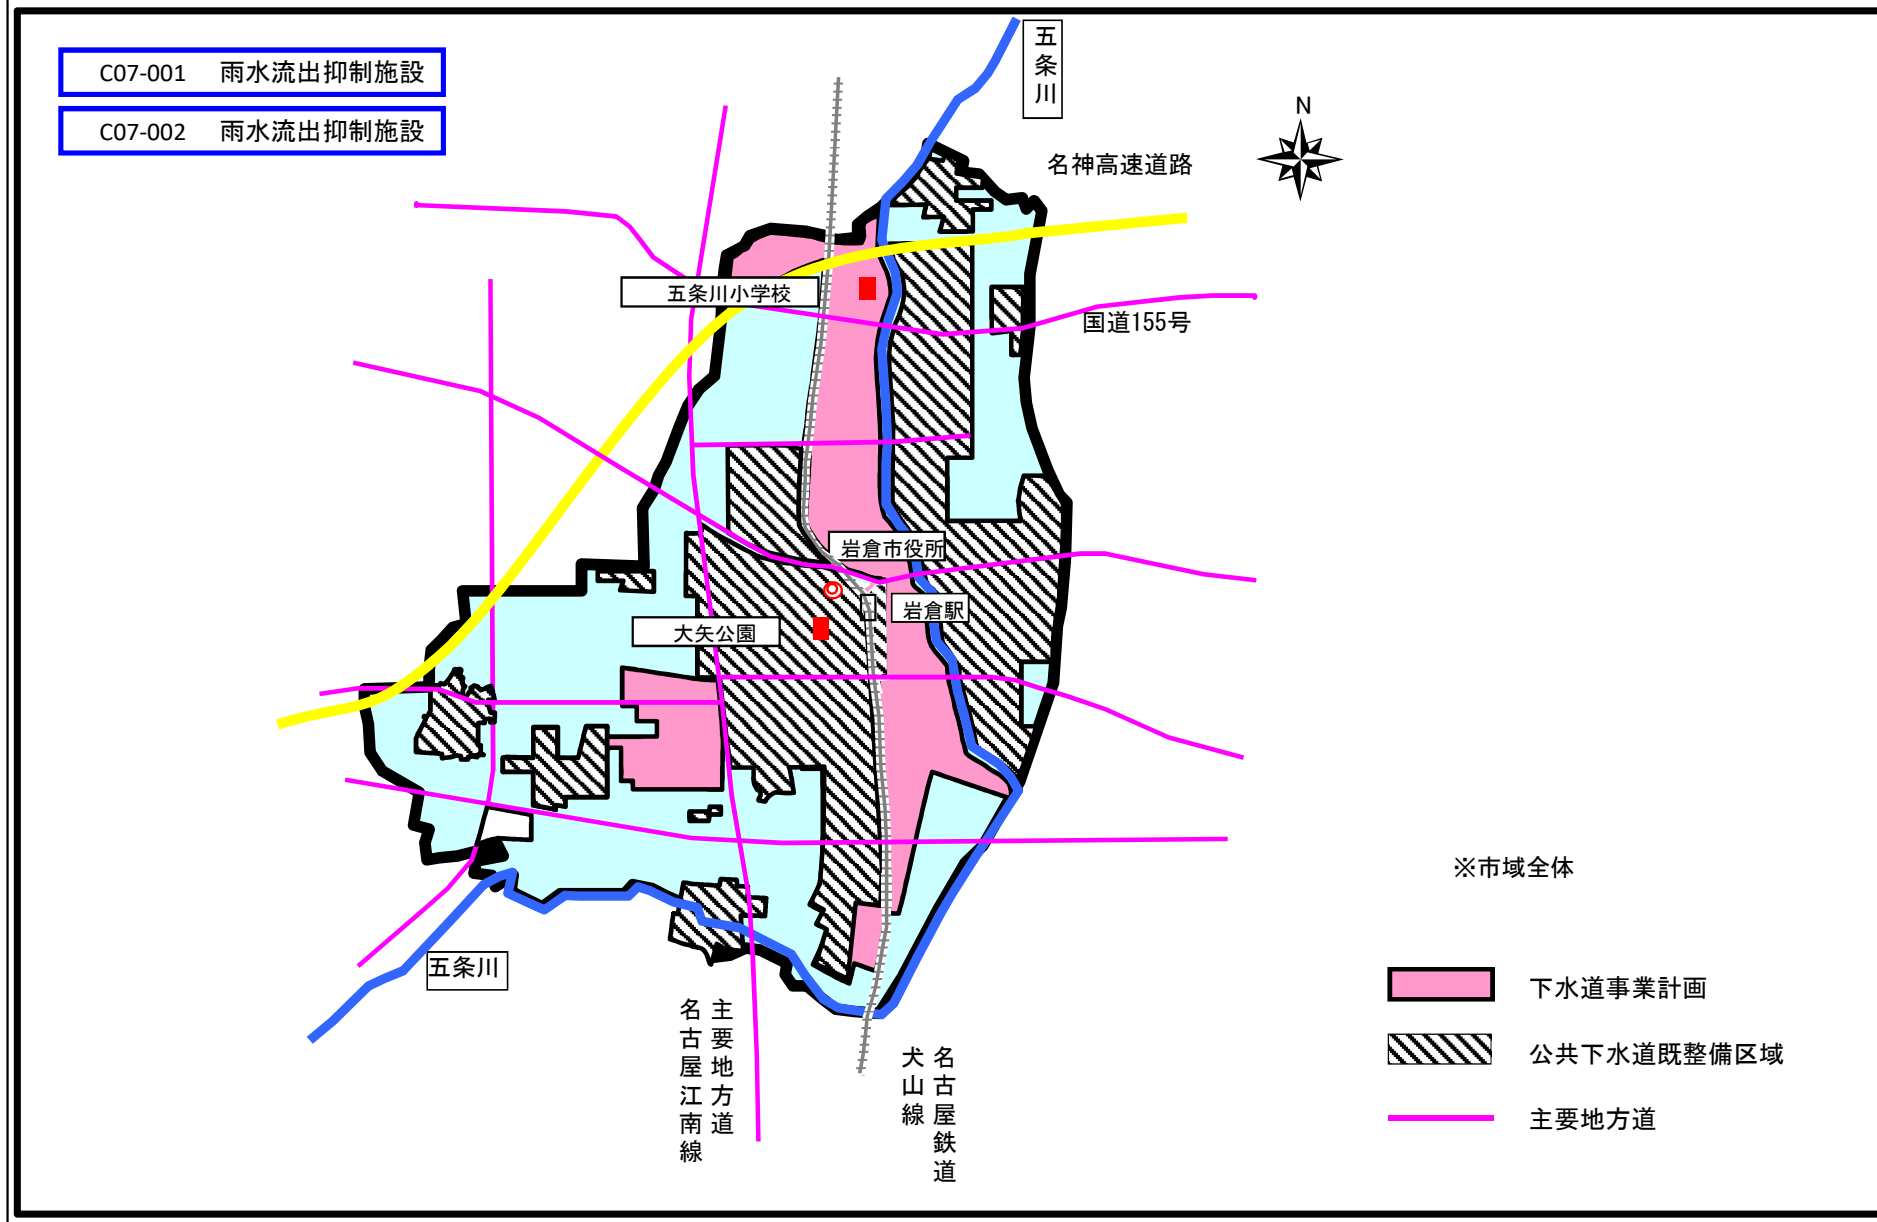 C07-001 雨水流出抑制施設
C07-002 雨水流出抑制施設
五条川
N
名神高速道路
五条川小学校
国道155号
岩倉市役所
岩倉駅
大矢公園
※市域全体
五条川
下水道事業計画
公共下水道既整備区域
主要地方道
主要地方道
名古屋江南線
名古屋鉄道
犬山線